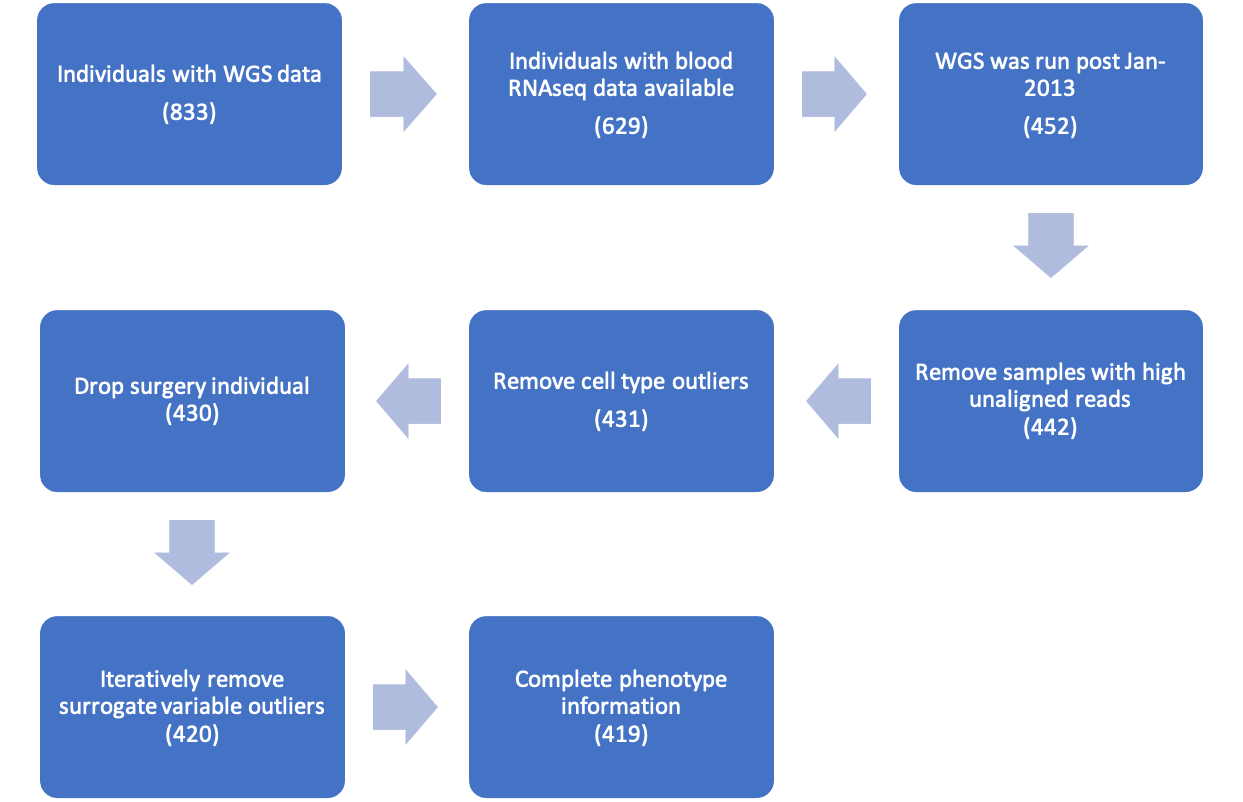 Individuals with WGS data
(833)
Individuals with blood
RNAseq data available
(629)
WGS was run post Jan-
2013
(452)
Remove samples with high
unaligned reads
(442)
Remove cell type outliers
(431)
Drop surgery individual
(430)
Iteratively remove
surrogate variable outliers
(420)
Complete phenotype
information
(419)